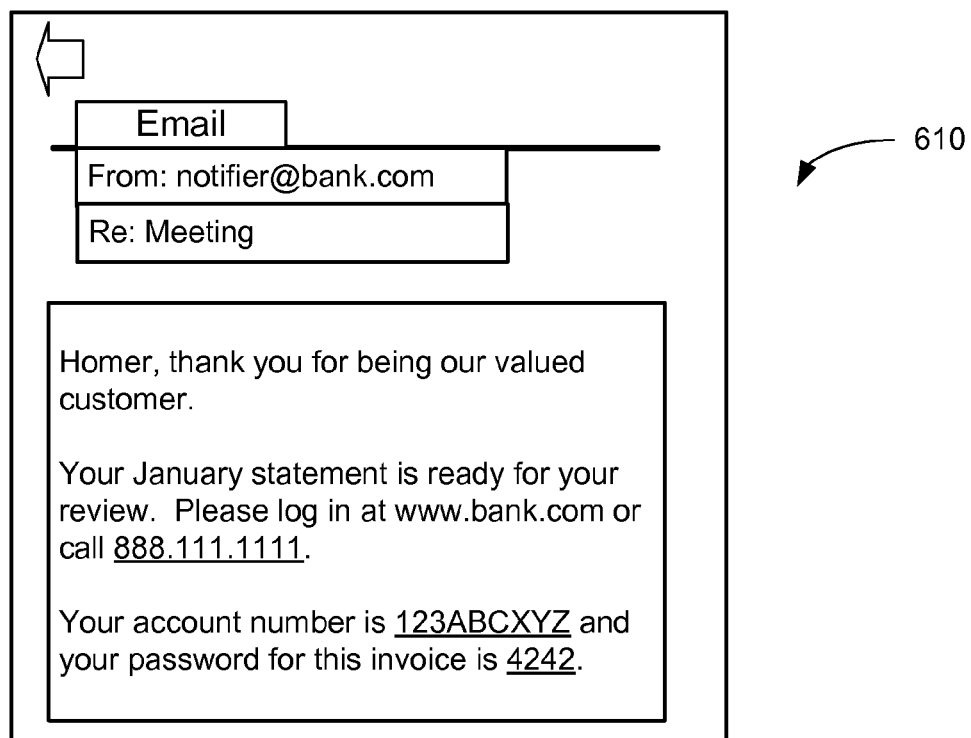 Email
610
From: notifier@bank.com
Re: Meeting
Homer, thank you for being our valued
customer.
Your January statement is ready for your
review.  Please log in at www.bank.com or
call 888.111.1111.
Your account number is 123ABCXYZ and
your password for this invoice is 4242.